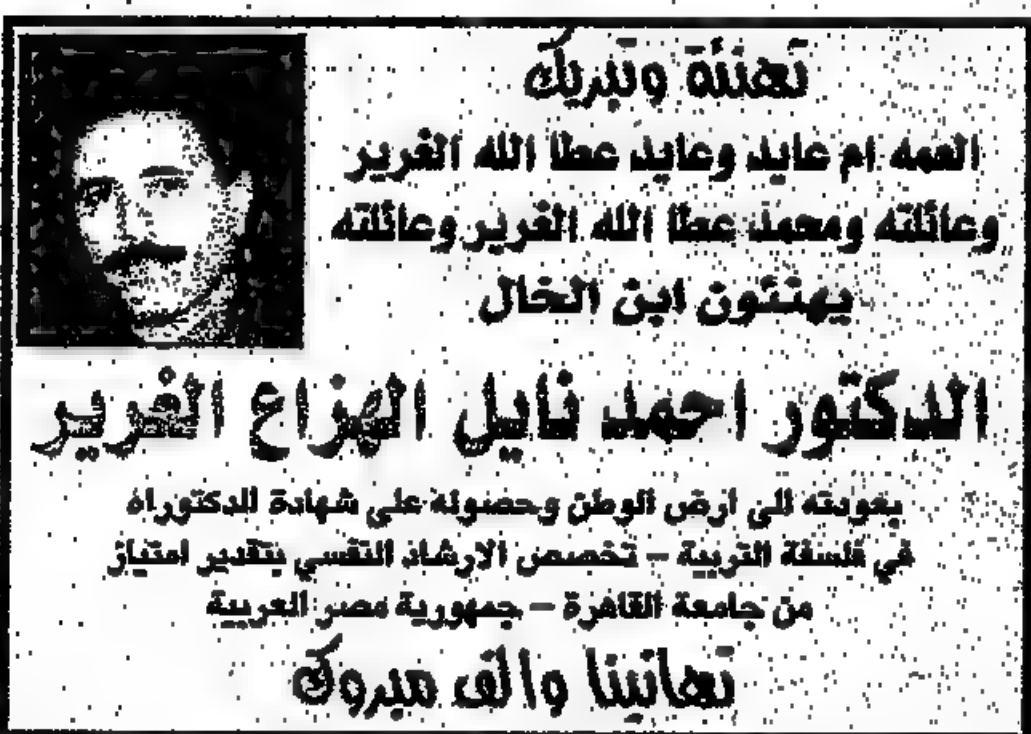 تهنئة وتبريك
العمه ام عايد وعايد عطا الله الغرير
وعائلته ومحمد عطا الله الغرير وعائلته
يهنئون ابن الخال
الدكتور احمد نايل الهزاع الغرير
بعودته الى ارض الوطن وحصوله على شهادة الدكتوراه
في فلسفة التربية – تخصص الارشاد النفسي بتقدير امتياز
من جامعة القاهرة – جمهورية مصر العربية
تهانينا والف مبروك